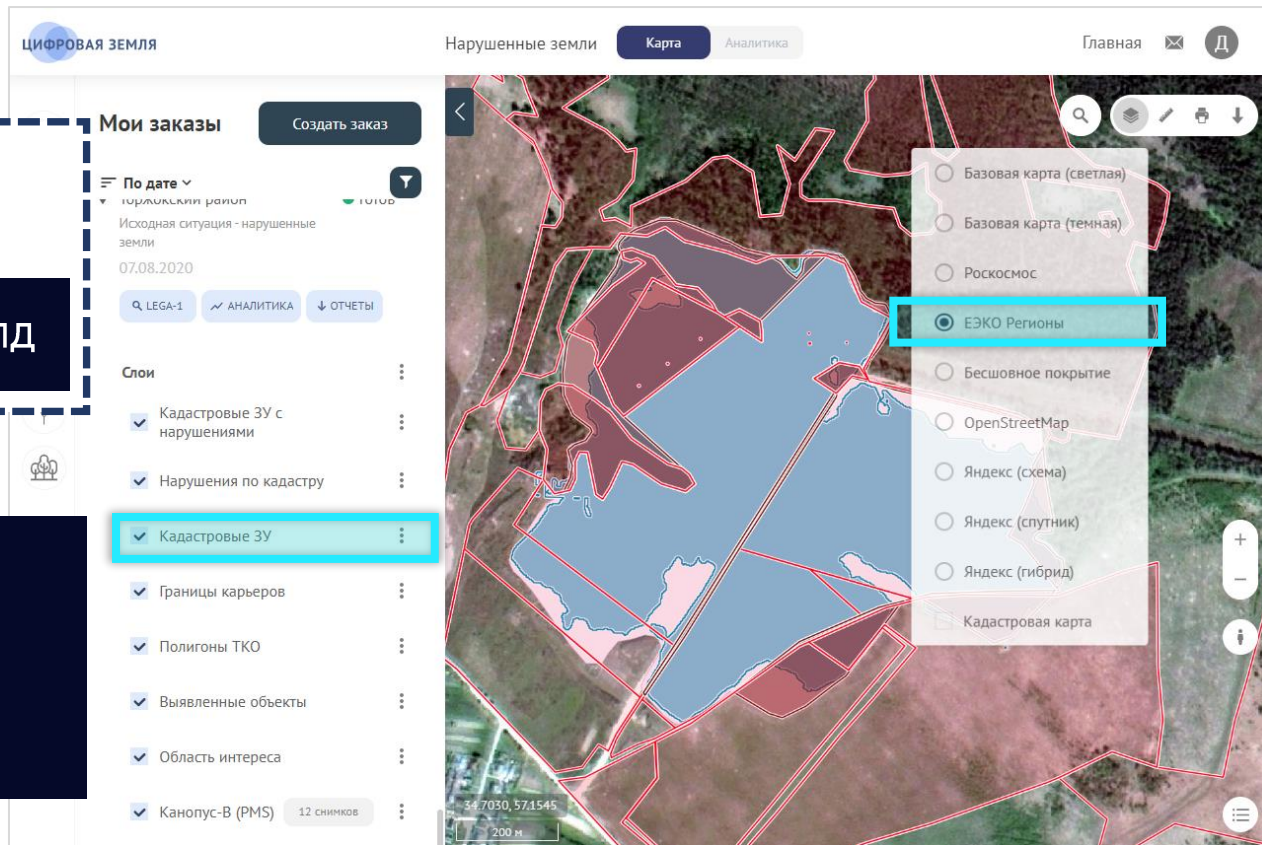 ЦИФРОВАЯ ЗЕМЛЯ
Нарушенные земли
Карта
Аналитика
Главная
Д
Мои заказы
Создать заказ
По дате
Торжокский район
готов
Исходная ситуация - нарушенные
земли
07.08.2020
LEGA-1
АНАЛИТИКА
ОТЧЕТЫ
Слои
Кадастровые ЗУ с
нарушениями
Нарушения по кадастру
Кадастровые ЗУ
Границы карьеров
Полигоны ТКО
Выявленные объекты
Область интереса
Канопус-В (PMS)
12 снимков
Базовая карта (светлая)
Базовая карта (темная)
Роскосмос
ЕЭКО Регионы
Бесшовное покрытие
OpenStreetMap
Яндекс (схема)
Яндекс (спутник)
Яндекс (гибрид)
Кадастровая карта
34.7030, 57.1545
200 м